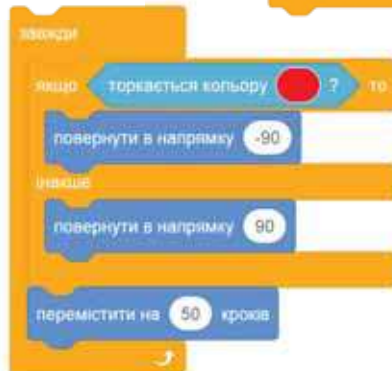 завжди
якщо торкається кольору ? то
повернути в напрямку -90
інакше
повернути в напрямку 90
перемістити на 50 кроків